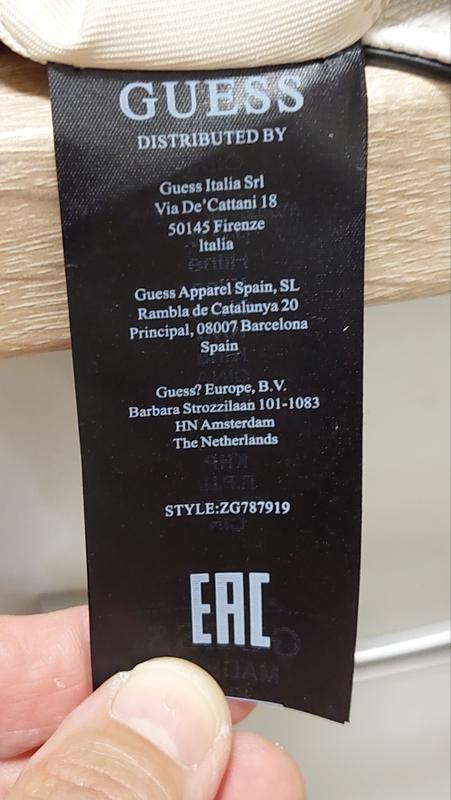 GUESS
DISTRIBUTED BY
Guess Italia Srl
Via De'Cattani 18
50145 Firenze
Italia
Guess Apparel Spain, SL
Rambla de Catalunya 20
Principal, 08007 Barcelona
Spain
Guess? Europe, B.V.
Barbara Strozzilaan 101-1083
HN Amsterdam
The Netherlands
STYLE:ZG787919
EAC